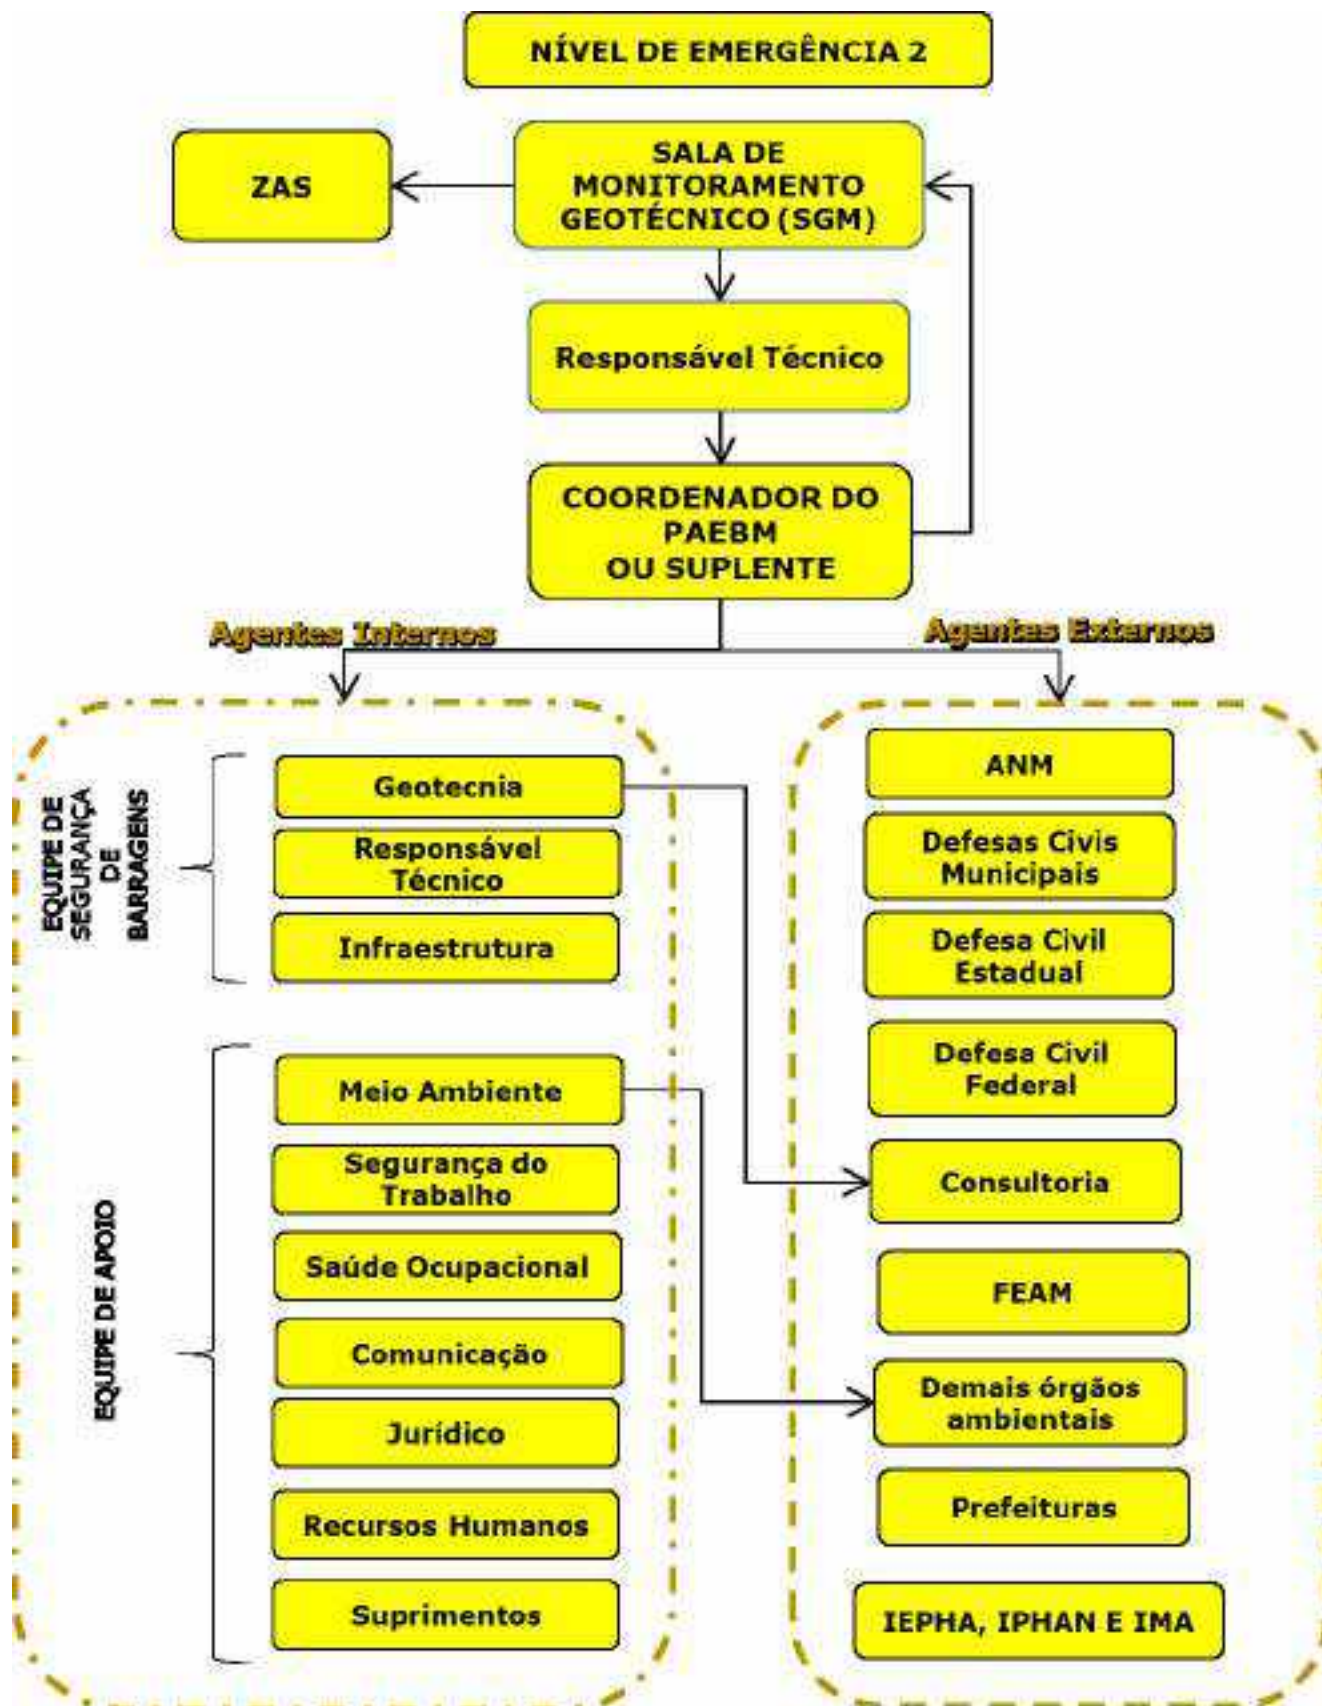 NÍVEL DE EMERGÊNCIA 2
ZAS
SALA DE
MONITORAMENTO
GEOTÉCNICO (SGM)
Responsável Técnico
COORDENADOR DO
PAEBM
OU SUPLENTE
Agentes Internos
Agentes Externos
EQUIPE DE
SEGURANÇA
DE
BARRAGENS
Geotecnia
Responsável
Técnico
Infraestrutura
EQUIPE DE APOIO
Meio Ambiente
Segurança do
Trabalho
Saúde Ocupacional
Comunicação
Jurídico
Recursos Humanos
Suprimentos
ANM
Defesas Civis
Municipais
Defesa Civil
Estadual
Defesa Civil
Federal
Consultoria
FEAM
Demais órgãos
ambientais
Prefeituras
IEPHA, IPHAN E IMA